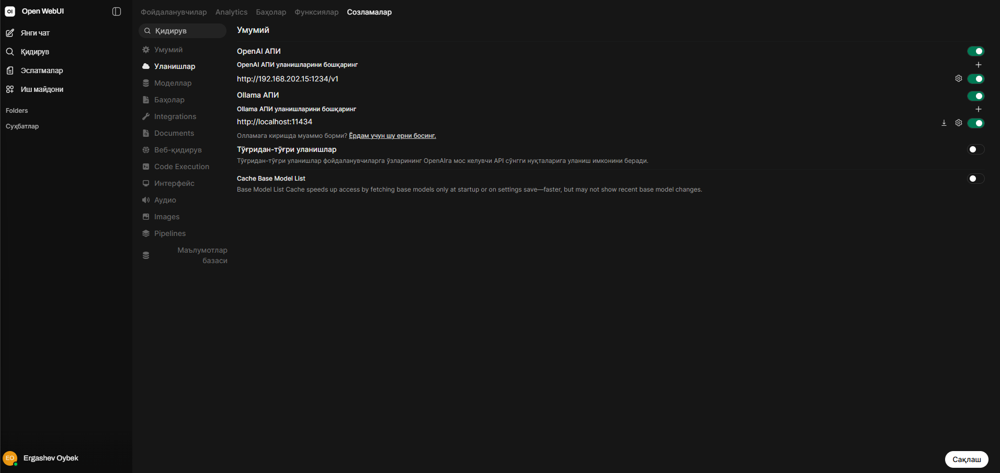 OI Open WebUI
Янги чат
Қидирув
Эслатмалар
Иш майдони
Folders
Суҳбатлар
EO Ergashev Oybek
Фойдаланувчилар Analytics Баҳолар Функсиялар Созламалар
Қидирув
Умумий
Уланишлар
Моделлар
Баҳолар
Integrations
Documents
Веб-қидирув
Code Execution
Интерфейс
Аудио
Images
Pipelines
Маълумотлар
базаси
Умумий
OpenAI АПИ
OpenAI АПИ уланишларини бошқаринг
http://192.168.202.15:1234/v1
Ollama АПИ
Ollama АПИ уланишларини бошқаринг
http://localhost:11434
Олламага киришда муаммо борми? Ёрдам учун шу ерни босинг.
Тўғридан-тўғри уланишлар
Тўғридан-тўғри уланишлар фойдаланувчиларга ўзларининг OpenAIга мос келувчи API сўнгги нуқталарига уланиш имконини беради.
Cache Base Model List
Base Model List Cache speeds up access by fetching base models only at startup or on settings save—faster, but may not show recent base model changes.
Сақлаш